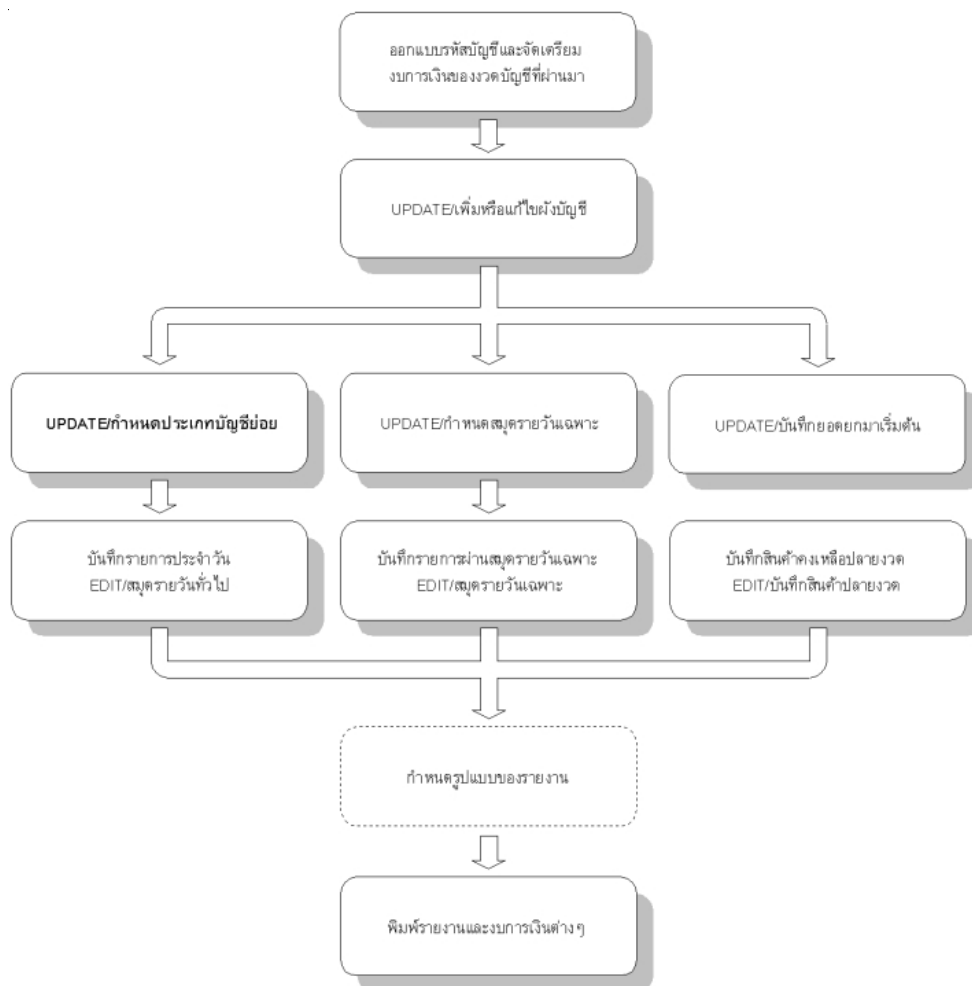 ออกแบบรหัสบัญชีและจัดเตรียม
งบการเงินของงวดบัญชีที่ผ่านมา
UPDATE/เพิ่มหรือแก้ไขผังบัญชี
UPDATE/กำหนดประเภทบัญชีย่อย
UPDATE/กำหนดสมุดรายวันเฉพาะ
UPDATE/บันทึกยอดยกมาเริ่มต้น
บันทึกรายการประจำวัน
EDIT/สมุดรายวันทั่วไป
บันทึกรายการผ่านสมุดรายวันเฉพาะ
EDIT/สมุดรายวันเฉพาะ
บันทึกสินค้าคงเหลือปลายงวด
EDIT/บันทึกสินค้าปลายงวด
กำหนดรูปแบบของรายงาน
พิมพ์รายงานและงบการเงินต่างๆ